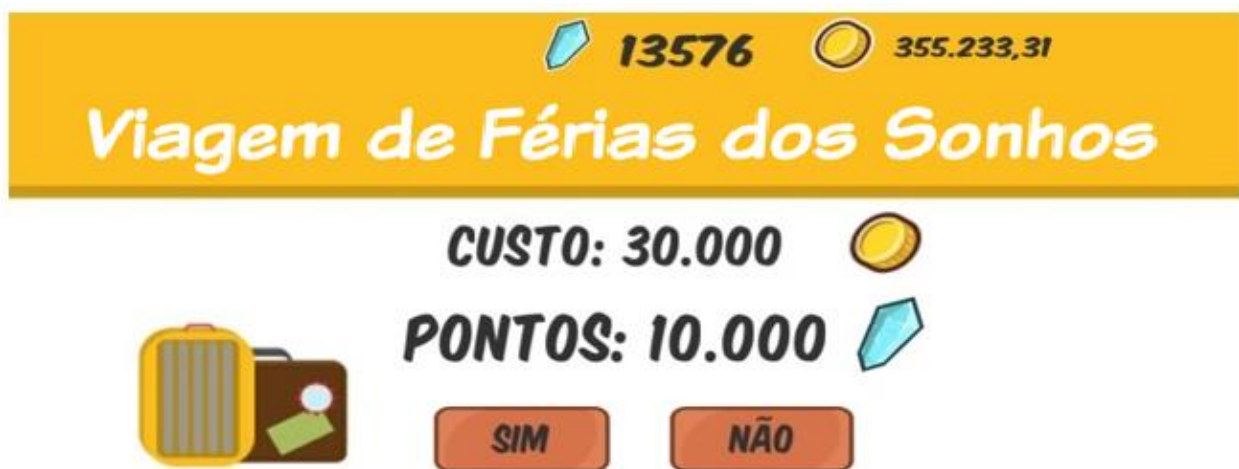 13576 355.233,31
Viagem de Férias dos Sonhos
CUSTO: 30.000
PONTOS: 10.000
SIM NÃO